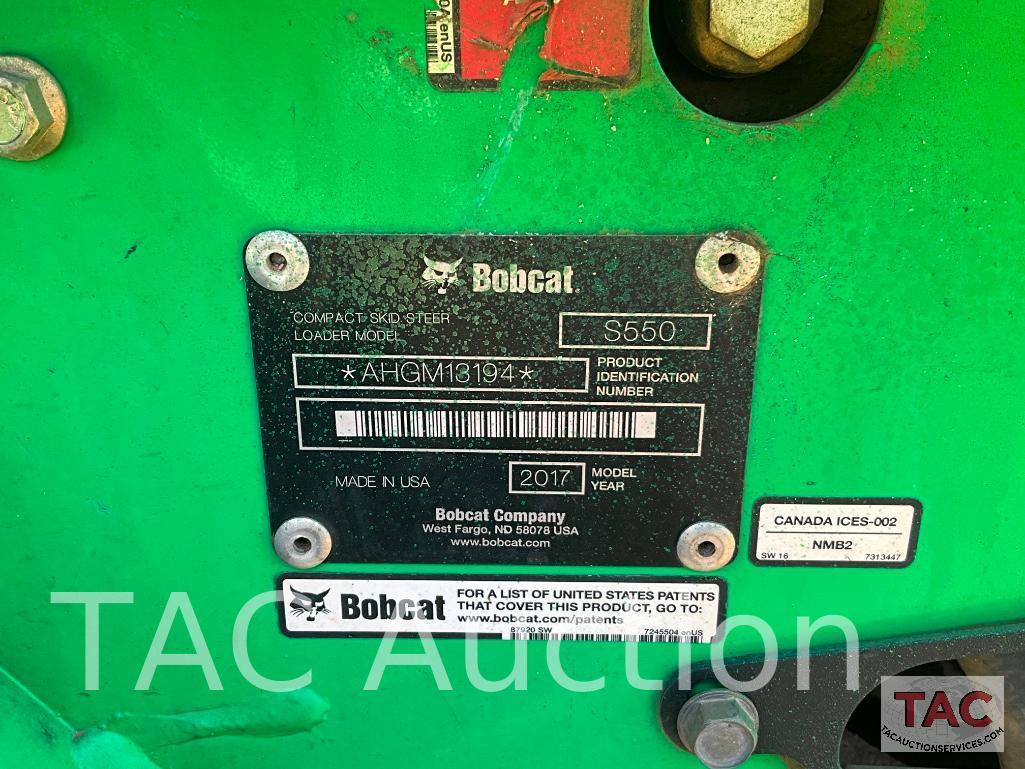 enUS
Bobcat.
COMPACT SKID STEER
LOADER MODEL
S550
*AHGM13194*
PRODUCT
IDENTIFICATION
NUMBER
MADE IN USA
2017
MODEL
YEAR
Bobcat Company
West Fargo, ND 58078 USA
www.bobcat.com
CANADA ICES-002
NMB2
SW 16
7313447
Bobcat
FOR A LIST OF UNITED STATES PATENTS
THAT COVER THIS PRODUCT, GO TO:
www.bobcat.com/patents
87920 SW
7245504 enUS
TAC Auction
TAC
TACAUCTIONSERVICES.COM